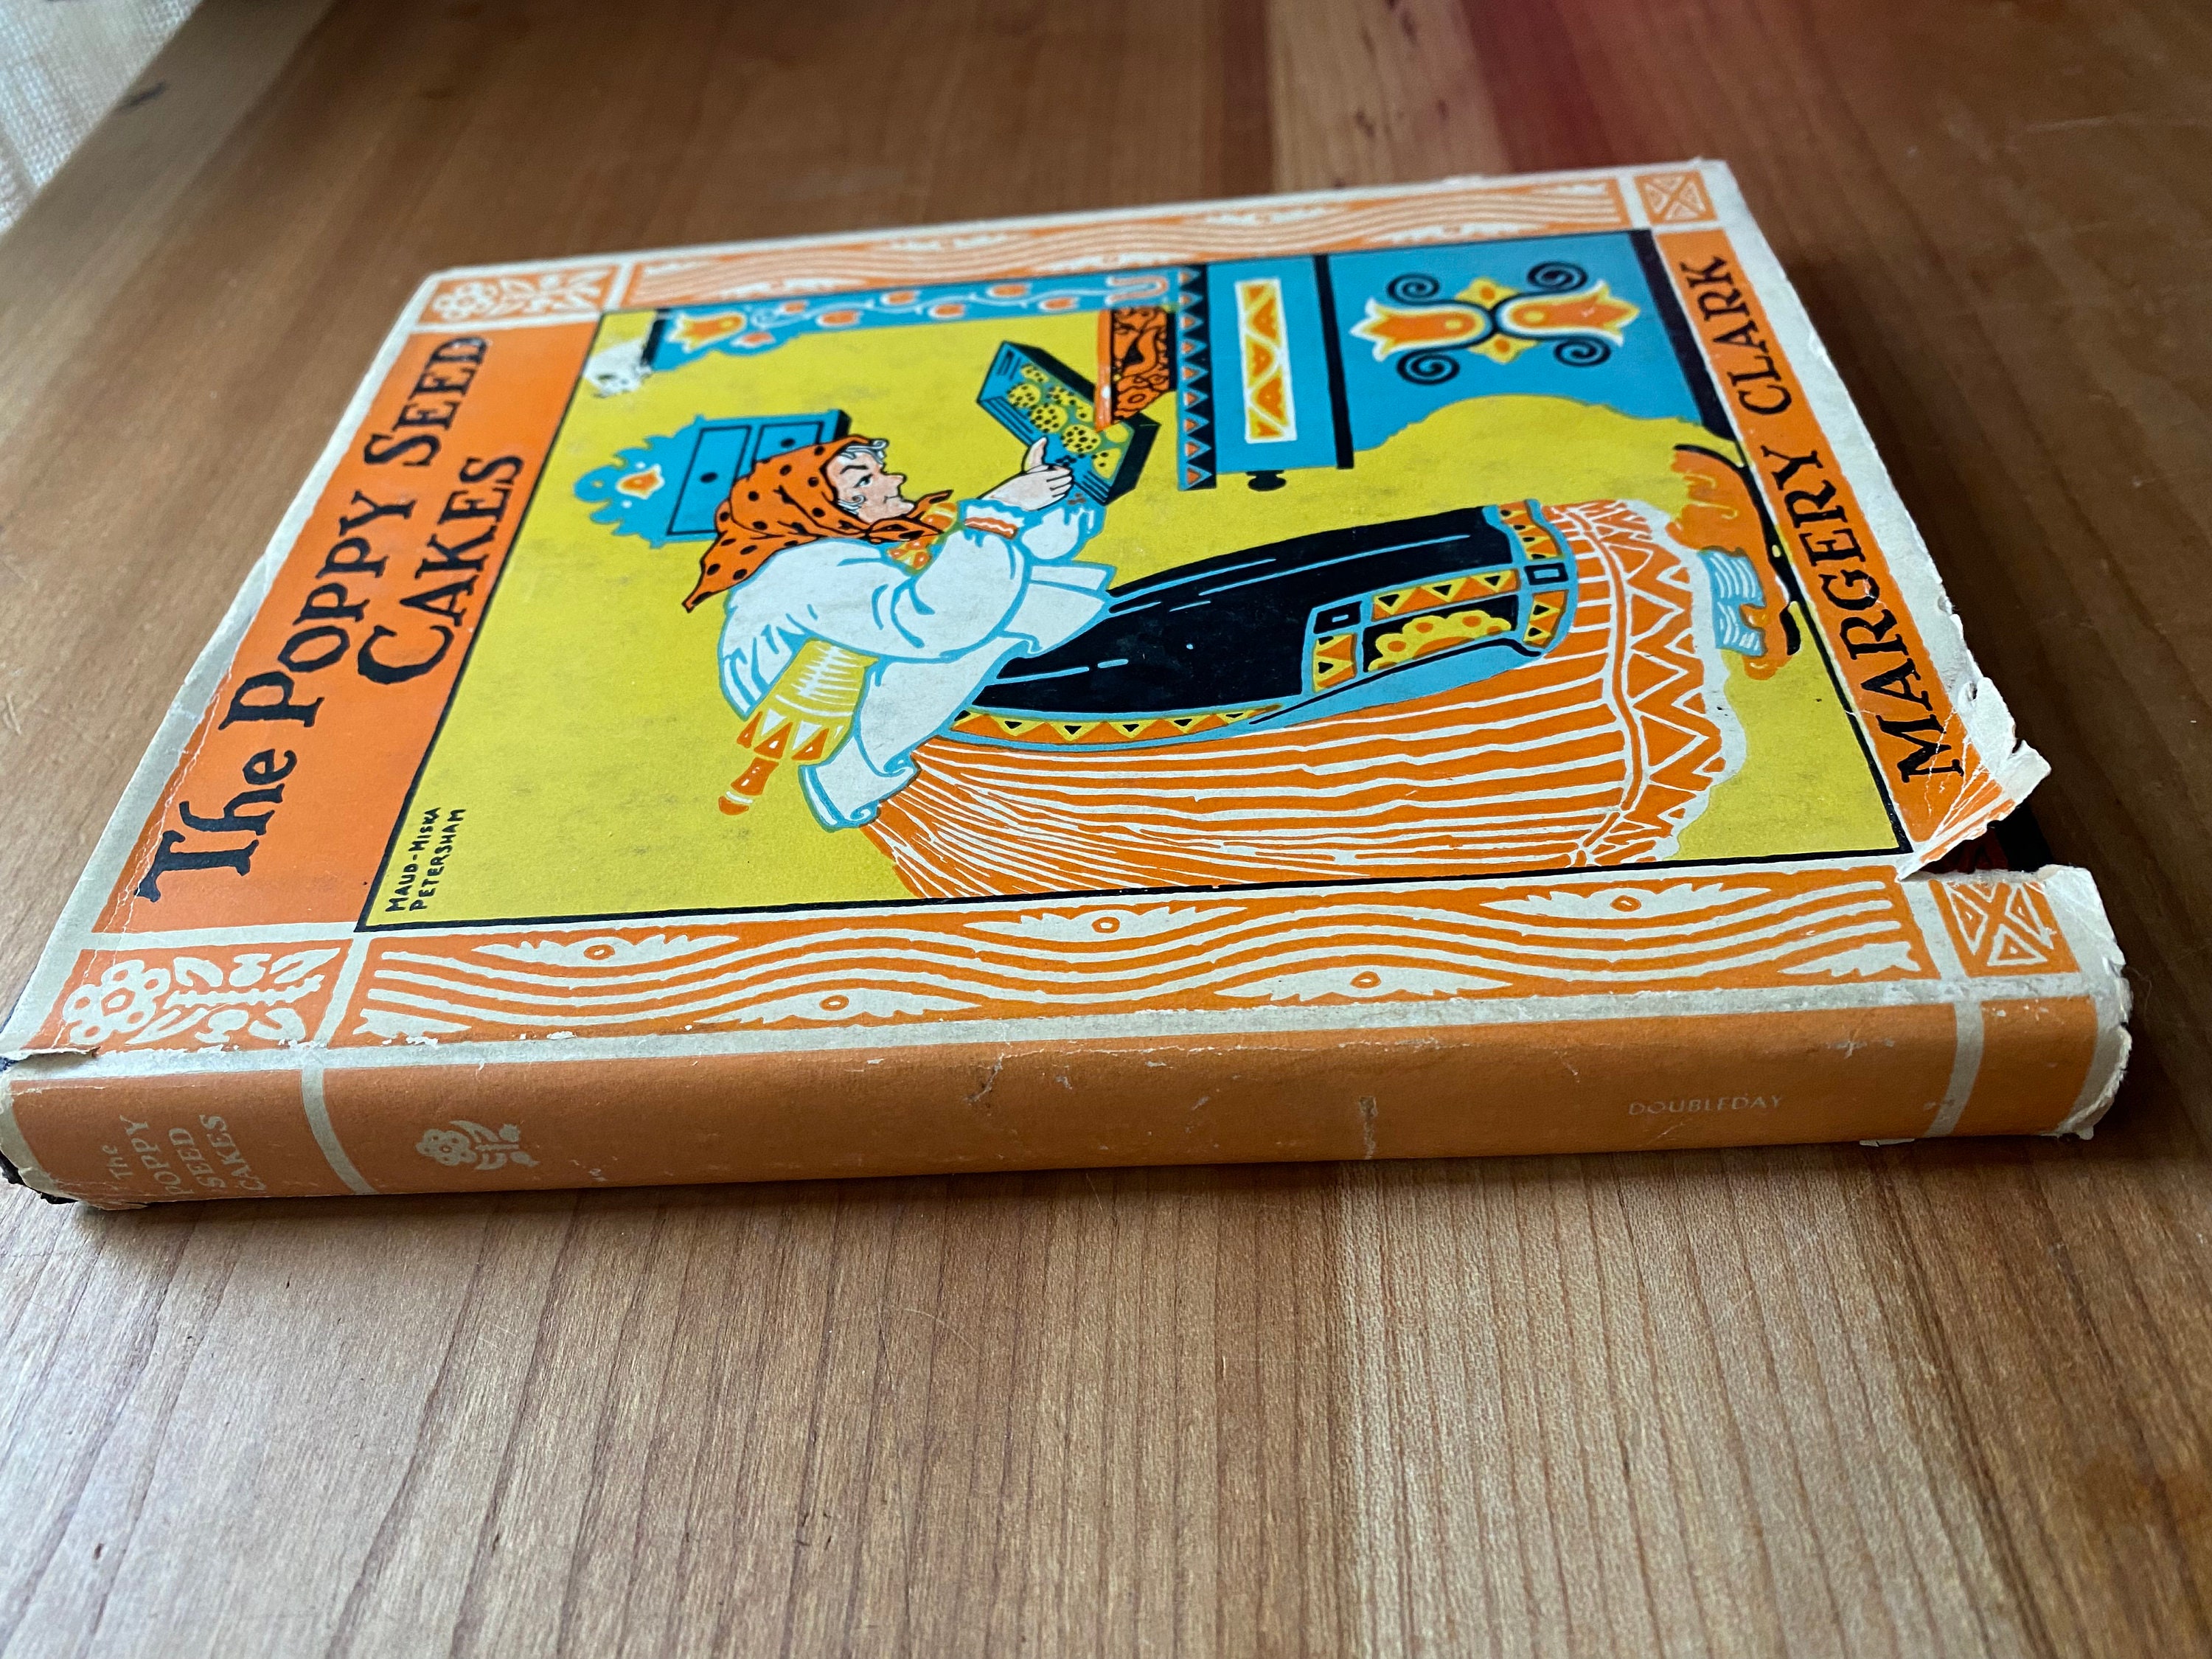 The POPPY SEED
CAKES
MAUD-MISKA
PETERSHAM
MARGERY CLARK
The
POPPY
SEED
CAKES
DOUBLEDAY